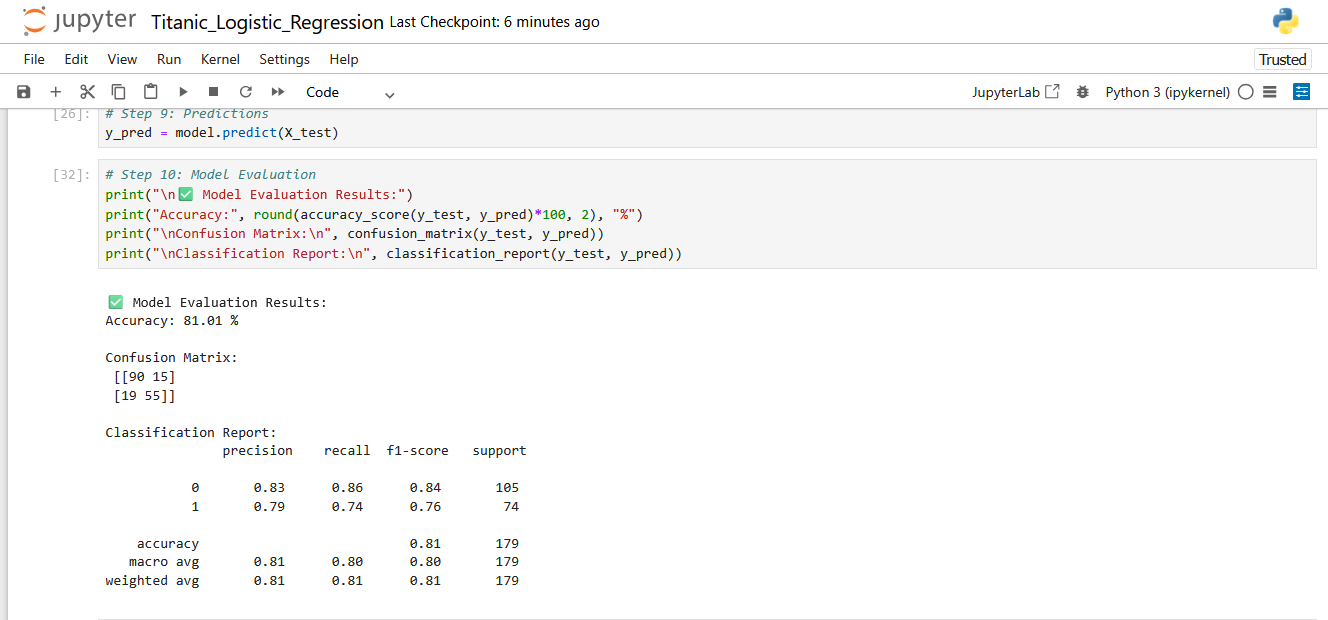 jupyter Titanic_Logistic_Regression Last Checkpoint: 6 minutes ago
File Edit View Run Kernel Settings Help Trusted
Code JupyterLab Python 3 (ipykernel)
[26]: # Step 9: Predictions
y_pred = model.predict(X_test)
[32]: # Step 10: Model Evaluation
print("\n✅ Model Evaluation Results:")
print("Accuracy:", round(accuracy_score(y_test, y_pred)*100, 2), "%")
print("\nConfusion Matrix:\n", confusion_matrix(y_test, y_pred))
print("\nClassification Report:\n", classification_report(y_test, y_pred))
✅ Model Evaluation Results:
Accuracy: 81.01 %
Confusion Matrix:
[[90 15]
[19 55]]
Classification Report:
precision recall f1-score support
0 0.83 0.86 0.84 105
1 0.79 0.74 0.76 74
accuracy 0.81 179
macro avg 0.81 0.80 0.80 179
weighted avg 0.81 0.81 0.81 179